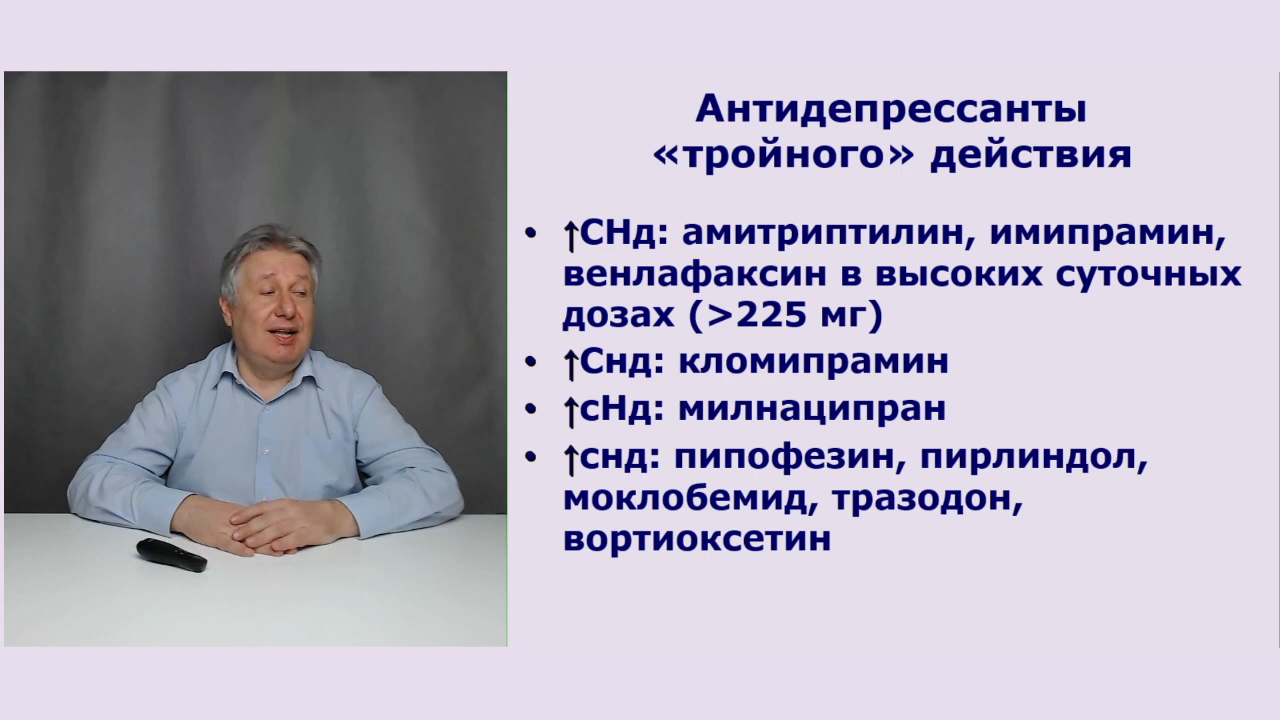 Антидепрессанты
«тройного» действия
• ↑СНд: амитриптилин, имипрамин,
венлафаксин в высоких суточных
дозах (>225 мг)
• ↑Снд: кломипрамин
• ↑сНд: милнаципран
• ↑снд: пипофезин, пирлиндол,
моклобемид, тразодон,
вортиоксетин